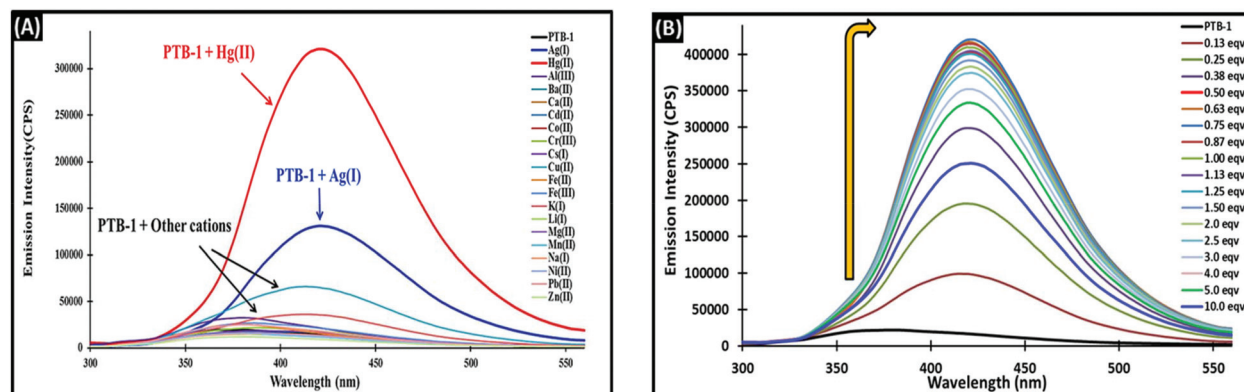 (A)
Emission Intensity(CPS)
300000
250000
200000
150000
100000
50000
0
300
350
400
450
500
550
Wavelength (nm)
PTB-1 + Hg(II)
PTB-1 + Ag(I)
PTB-1 + Other cations
PTB-1
Ag(I)
Hg(II)
Al(III)
Ba(II)
Ca(II)
Cd(II)
Co(II)
Cr(III)
Cs(I)
Cu(II)
Fe(II)
Fe(III)
K(I)
Li(I)
Mg(II)
Mn(II)
Na(I)
Ni(II)
Pb(II)
Zn(II)
(B)
Emission Intensity (CPS)
400000
350000
300000
250000
200000
150000
100000
50000
0
300
350
400
450
500
550
Wavelength (nm)
PTB-1
0.13 eqv
0.25 eqv
0.38 eqv
0.50 eqv
0.63 eqv
0.75 eqv
0.87 eqv
1.00 eqv
1.13 eqv
1.25 eqv
1.50 eqv
2.0 eqv
2.5 eqv
3.0 eqv
4.0 eqv
5.0 eqv
10.0 eqv